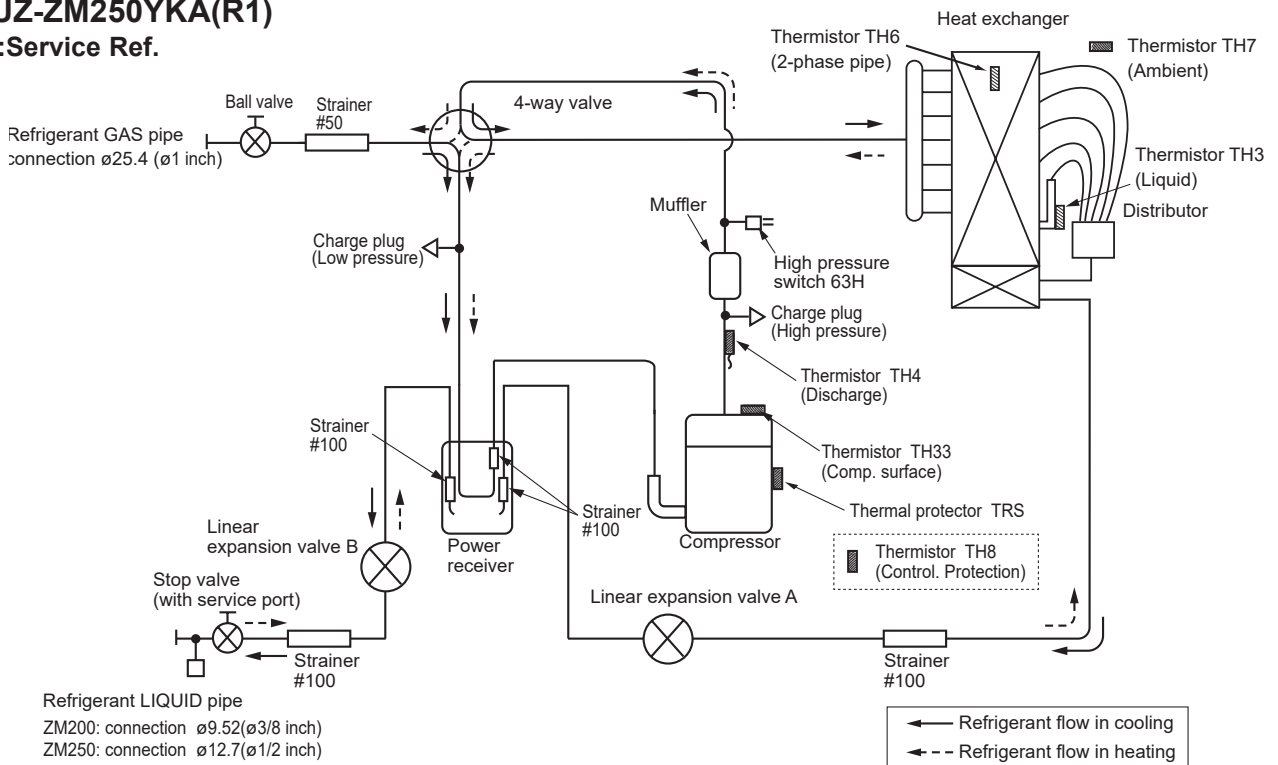 UZ-ZM250YKA(R1)
:Service Ref.
Heat exchanger
Thermistor TH6
(2-phase pipe)
Thermistor TH7
(Ambient)
Ball valve
Strainer
#50
4-way valve
Refrigerant GAS pipe
connection ø25.4 (ø1 inch)
Thermistor TH3
(Liquid)
Distributor
Muffler
Charge plug
(Low pressure)
High pressure
switch 63H
Charge plug
(High pressure)
Thermistor TH4
(Discharge)
Strainer
#100
Thermistor TH33
(Comp. surface)
Strainer
#100
Thermal protector TRS
Linear
expansion valve B
Power
receiver
Compressor
Thermistor TH8
(Control. Protection)
Stop valve
(with service port)
Linear expansion valve A
Strainer
#100
Strainer
#100
Refrigerant LIQUID pipe
ZM200: connection ø9.52(ø3/8 inch)
ZM250: connection ø12.7(ø1/2 inch)
Refrigerant flow in cooling
Refrigerant flow in heating